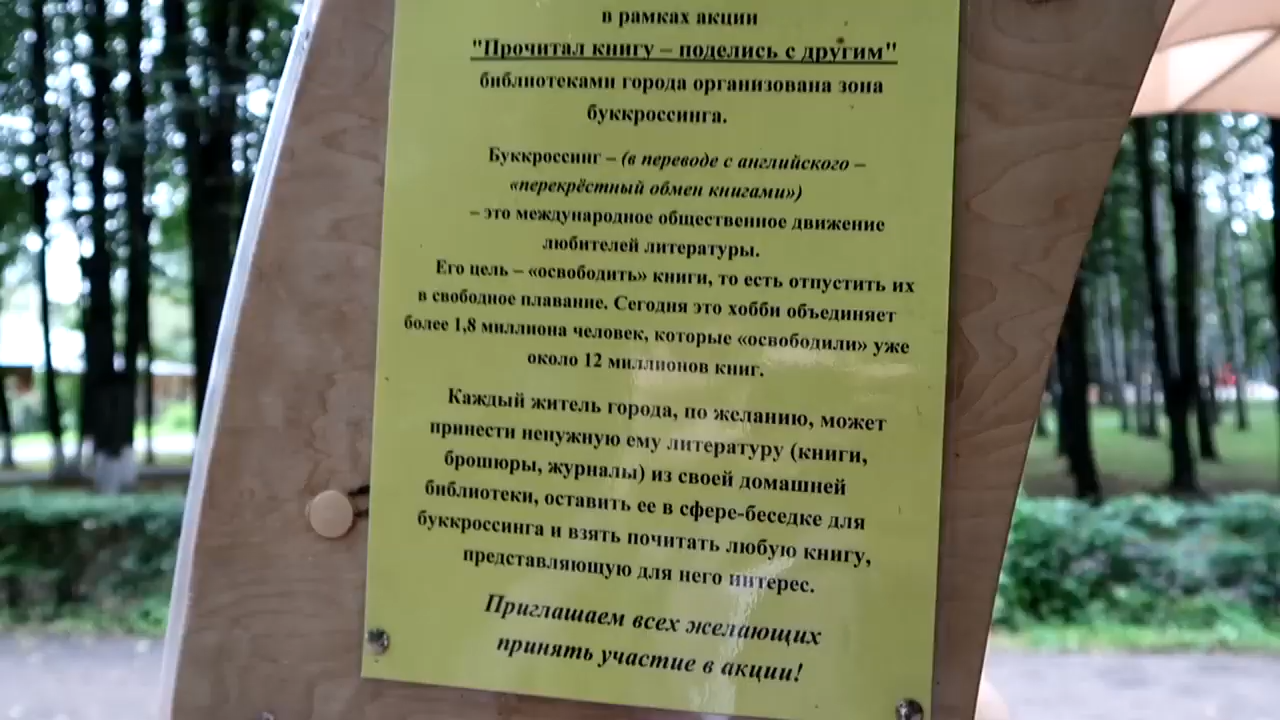 в рамках акции
"Прочитал книгу – поделись с другим"
библиотеками города организована зона
буккроссинга.
Буккроссинг – (в переводе с английского –
«перекрёстный обмен книгами»)
– это международное общественное движение
любителей литературы.
Его цель – «освободить» книги, то есть отпустить их
в свободное плавание. Сегодня это хобби объединяет
более 1,8 миллиона человек, которые «освободили» уже
около 12 миллионов книг.
Каждый житель города, по желанию, может
принести ненужную ему литературу (книги,
брошюры, журналы) из своей домашней
библиотеки, оставить ее в сфере-беседке для
буккроссинга и взять почитать любую книгу,
представляющую для него интерес.
Приглашаем всех желающих
принять участие в акции!